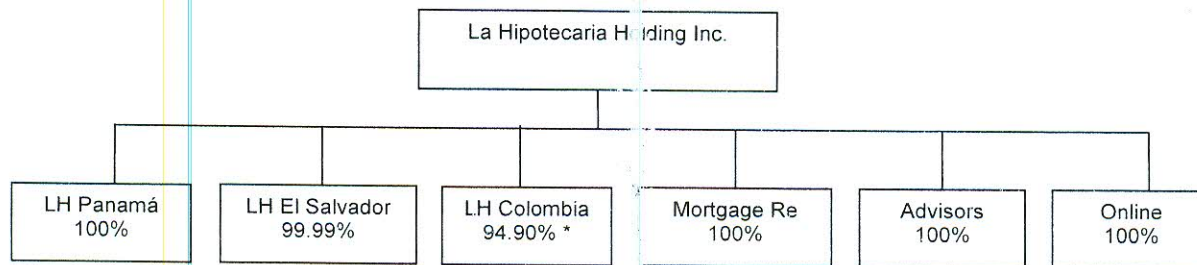 La Hipotecaria Holding Inc.
LH Panamá
100%
LH El Salvador
99.99%
LH Colombia
94.90% *
Mortgage Re
100%
Advisors
100%
Online
100%